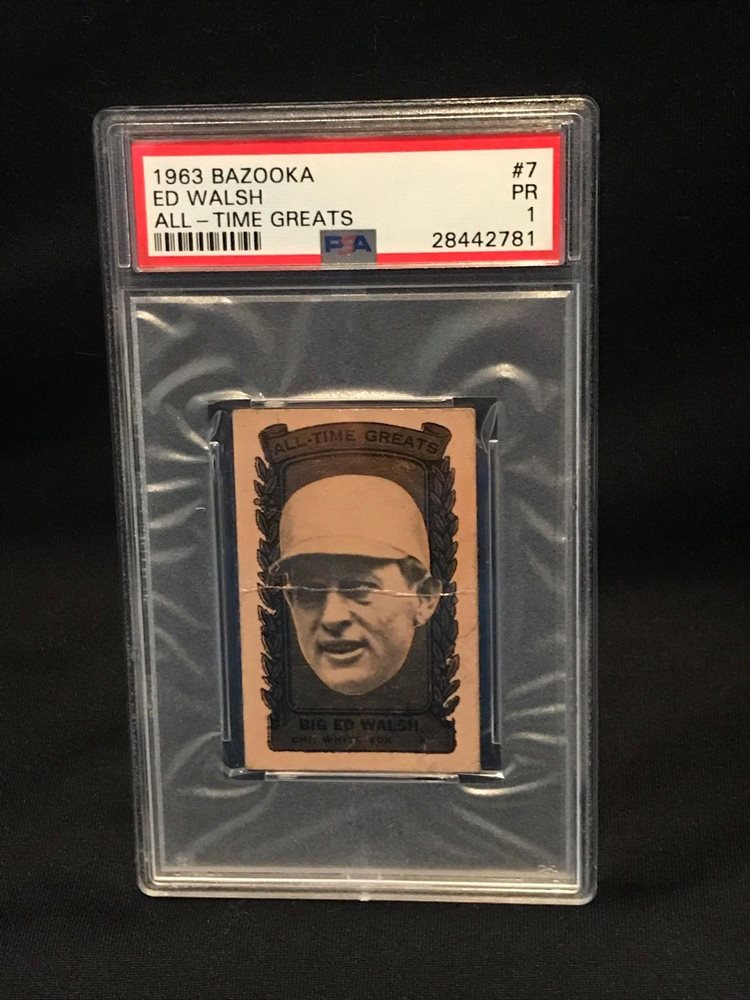 1963 BAZOOKA #7
ED WALSH PR
ALL-TIME GREATS 1
PSA 28442781
ALL-TIME GREATS
BIG ED WALSH
CHI. WHITE SOX